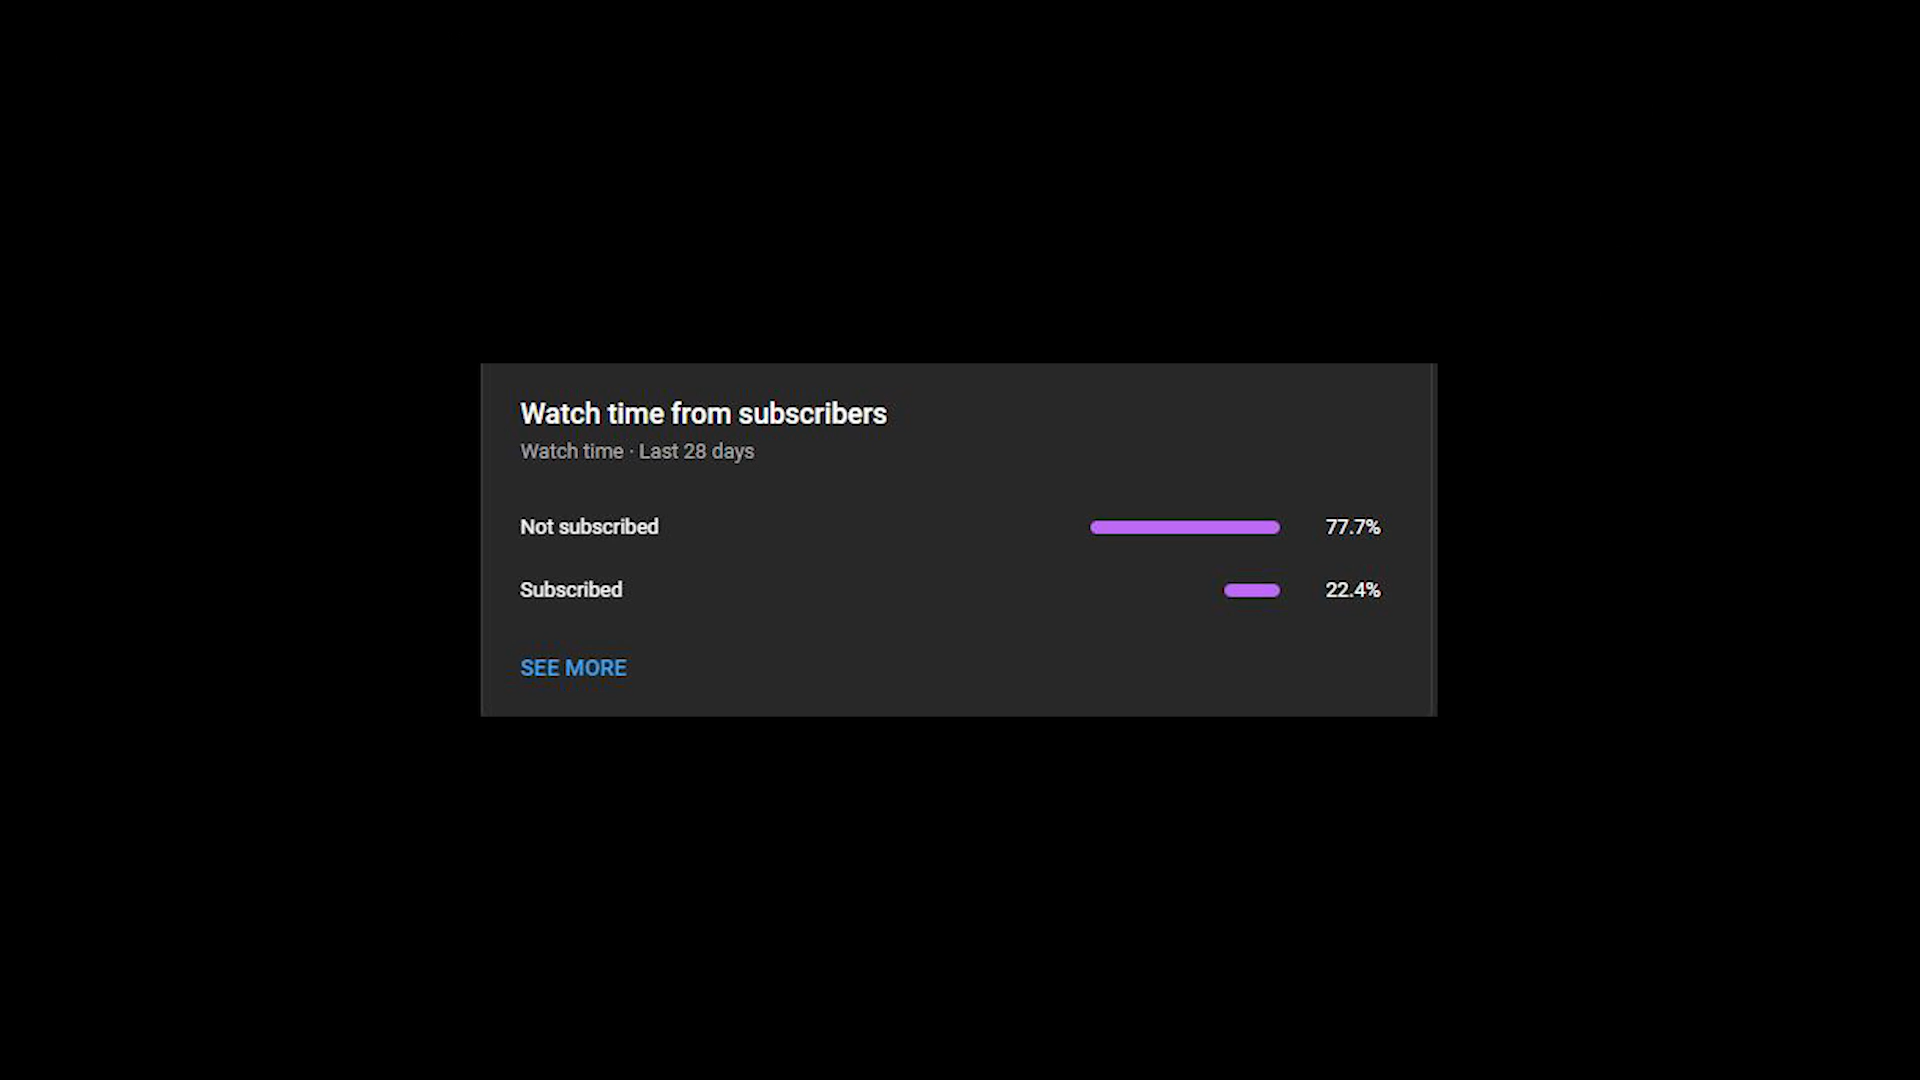 Watch time from subscribers
Watch time · Last 28 days
Not subscribed 77.7%
Subscribed 22.4%
SEE MORE